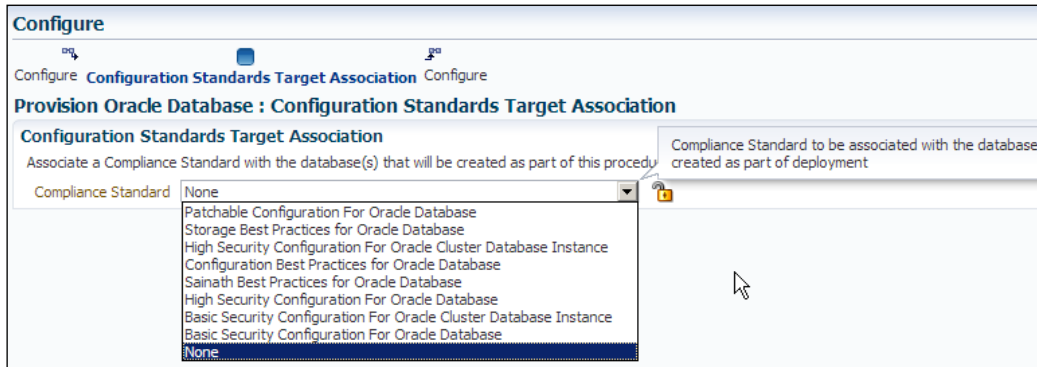 Configure
Configure Configuration Standards Target Association Configure
Provision Oracle Database : Configuration Standards Target Association
Configuration Standards Target Association
Associate a Compliance Standard with the database(s) that will be created as part of this procedu
Compliance Standard to be associated with the database
created as part of deployment
Compliance Standard None
Patchable Configuration For Oracle Database
Storage Best Practices for Oracle Database
High Security Configuration For Oracle Cluster Database Instance
Configuration Best Practices for Oracle Database
Sainath Best Practices for Oracle Database
High Security Configuration For Oracle Database
Basic Security Configuration For Oracle Cluster Database Instance
Basic Security Configuration For Oracle Database
None